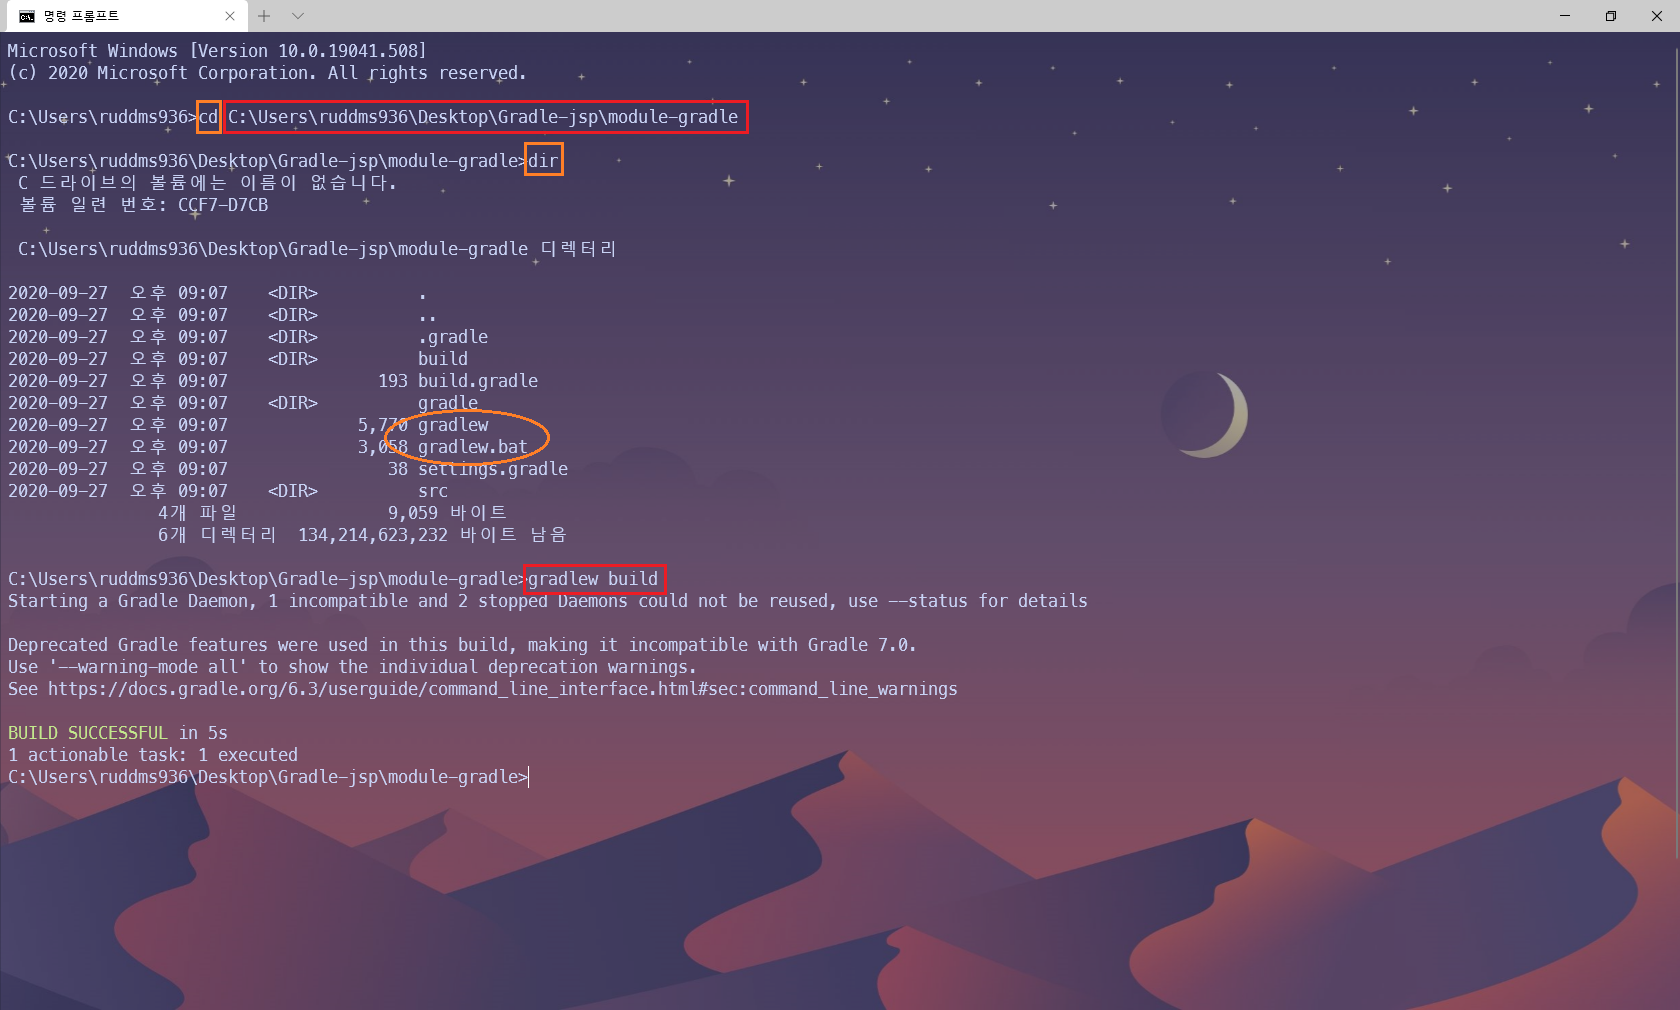 명령 프롬프트
Microsoft Windows [Version 10.0.19041.508]
(c) 2020 Microsoft Corporation. All rights reserved.
C:\Users\ruddms936>cd C:\Users\ruddms936\Desktop\Gradle-jsp\module-gradle
C:\Users\ruddms936\Desktop\Gradle-jsp\module-gradle>dir
C 드라이브의 볼륨에는 이름이 없습니다.
볼륨 일련 번호: CCF7-D7CB
C:\Users\ruddms936\Desktop\Gradle-jsp\module-gradle 디렉터리
2020-09-27 오후 09:07 <DIR> .
2020-09-27 오후 09:07 <DIR> ..
2020-09-27 오후 09:07 <DIR> .gradle
2020-09-27 오후 09:07 <DIR> build
2020-09-27 오후 09:07 193 build.gradle
2020-09-27 오후 09:07 <DIR> gradle
2020-09-27 오후 09:07 5,770 gradlew
2020-09-27 오후 09:07 3,058 gradlew.bat
2020-09-27 오후 09:07 38 settings.gradle
2020-09-27 오후 09:07 <DIR> src
4개 파일 9,059 바이트
6개 디렉터리 134,214,623,232 바이트 남음
C:\Users\ruddms936\Desktop\Gradle-jsp\module-gradle>gradlew build
Starting a Gradle Daemon, 1 incompatible and 2 stopped Daemons could not be reused, use --status for details
Deprecated Gradle features were used in this build, making it incompatible with Gradle 7.0.
Use '--warning-mode all' to show the individual deprecation warnings.
See https://docs.gradle.org/6.3/userguide/command_line_interface.html#sec:command_line_warnings
BUILD SUCCESSFUL in 5s
1 actionable task: 1 executed
C:\Users\ruddms936\Desktop\Gradle-jsp\module-gradle>